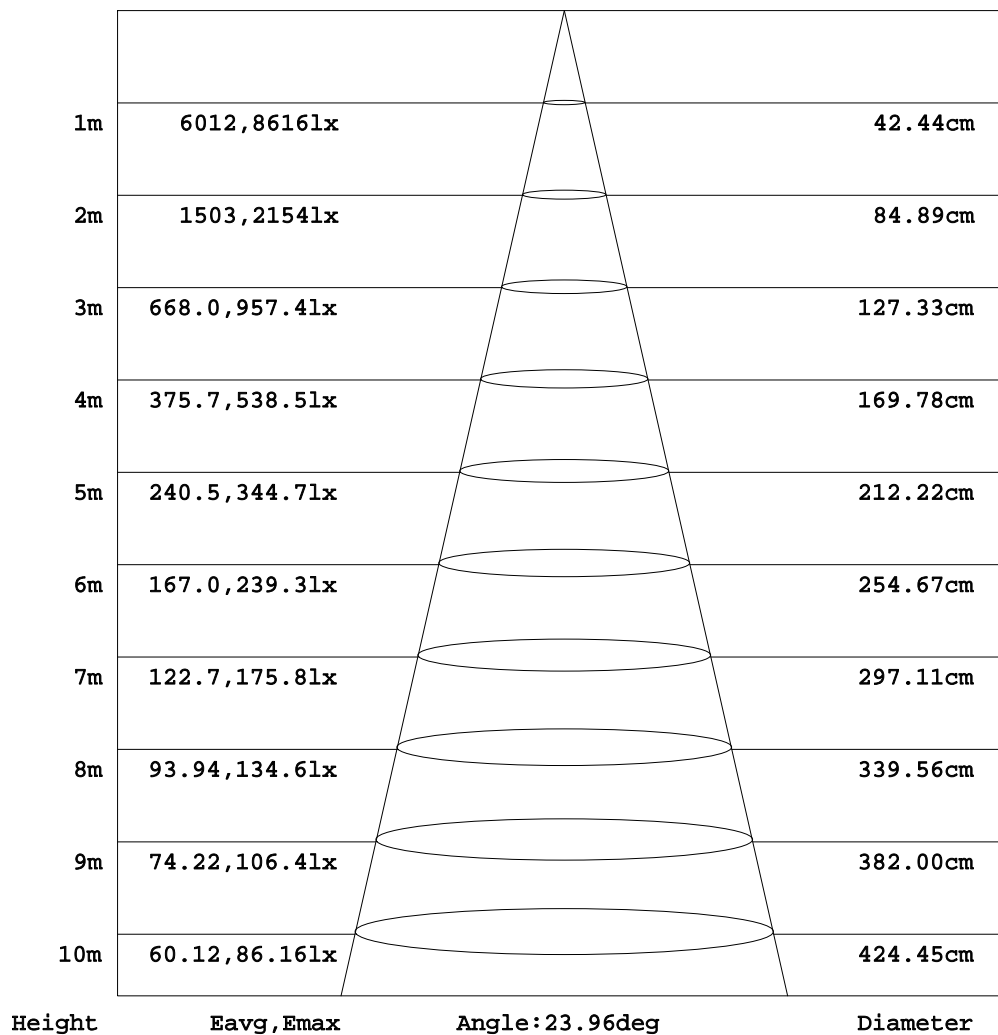 1m 6012,8616lx 42.44cm
2m 1503,2154lx 84.89cm
3m 668.0,957.4lx 127.33cm
4m 375.7,538.5lx 169.78cm
5m 240.5,344.7lx 212.22cm
6m 167.0,239.3lx 254.67cm
7m 122.7,175.8lx 297.11cm
8m 93.94,134.6lx 339.56cm
9m 74.22,106.4lx 382.00cm
10m 60.12,86.16lx 424.45cm
Height Eavg,Emax Angle:23.96deg Diameter